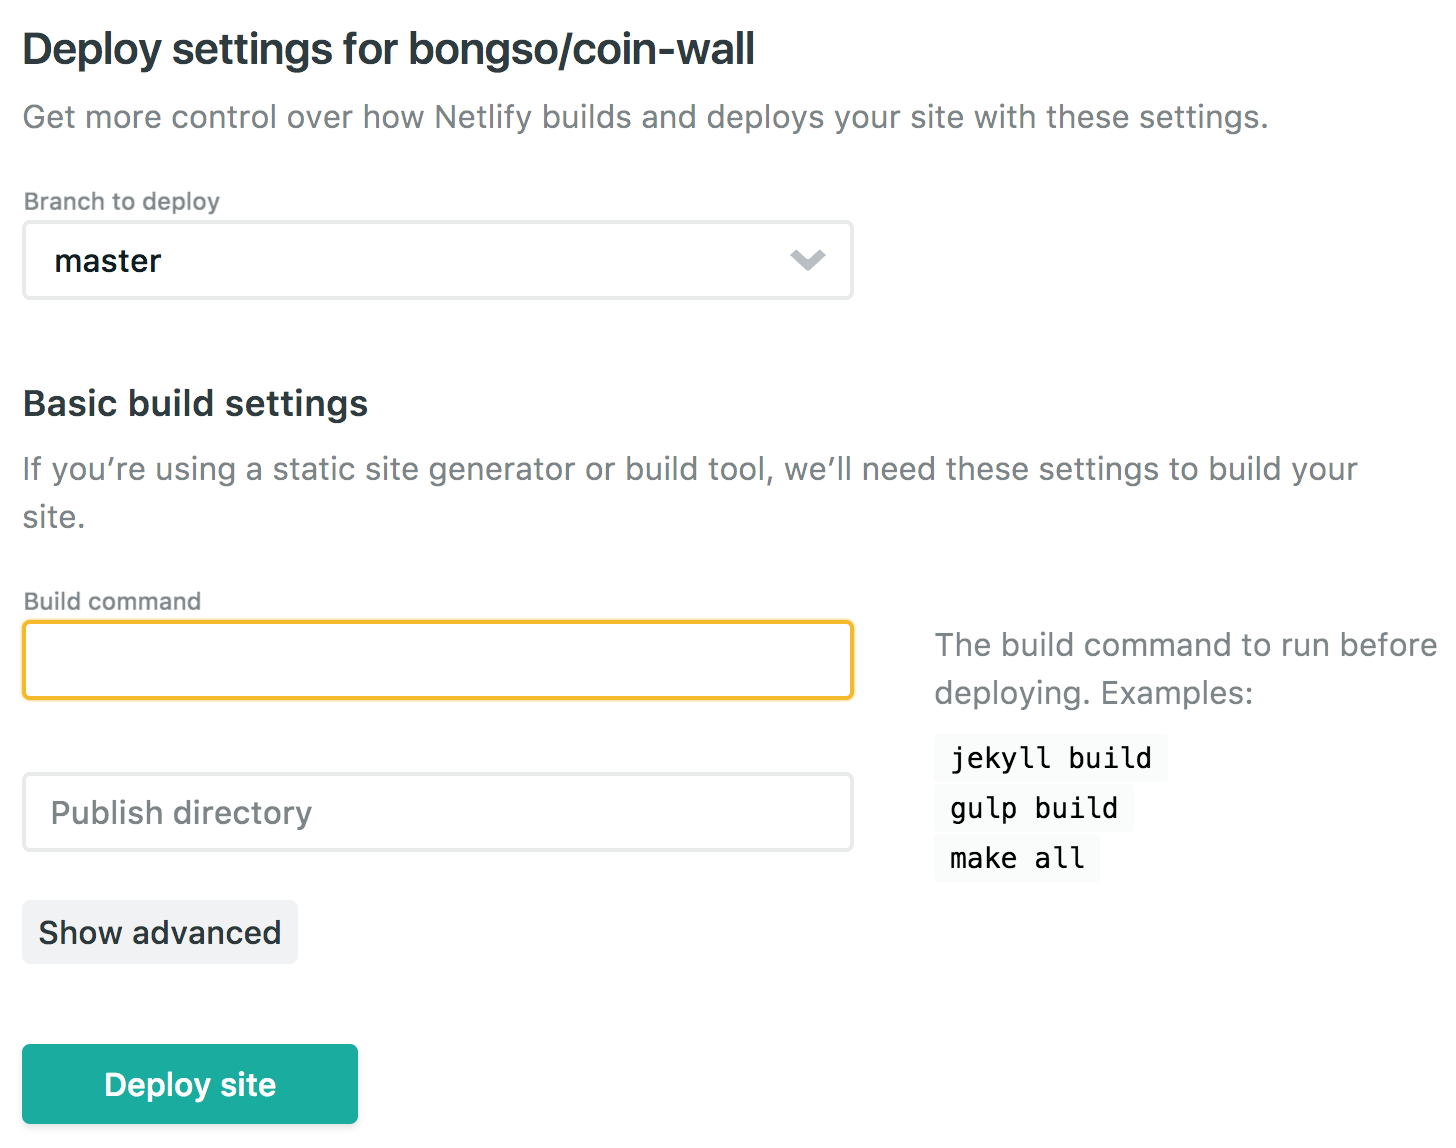 Deploy settings for bongso/coin-wall
Get more control over how Netlify builds and deploys your site with these settings.
Branch to deploy
master
Basic build settings
If you’re using a static site generator or build tool, we’ll need these settings to build your
site.
Build command
The build command to run before
deploying. Examples:
jekyll build
gulp build
make all
Publish directory
Show advanced
Deploy site